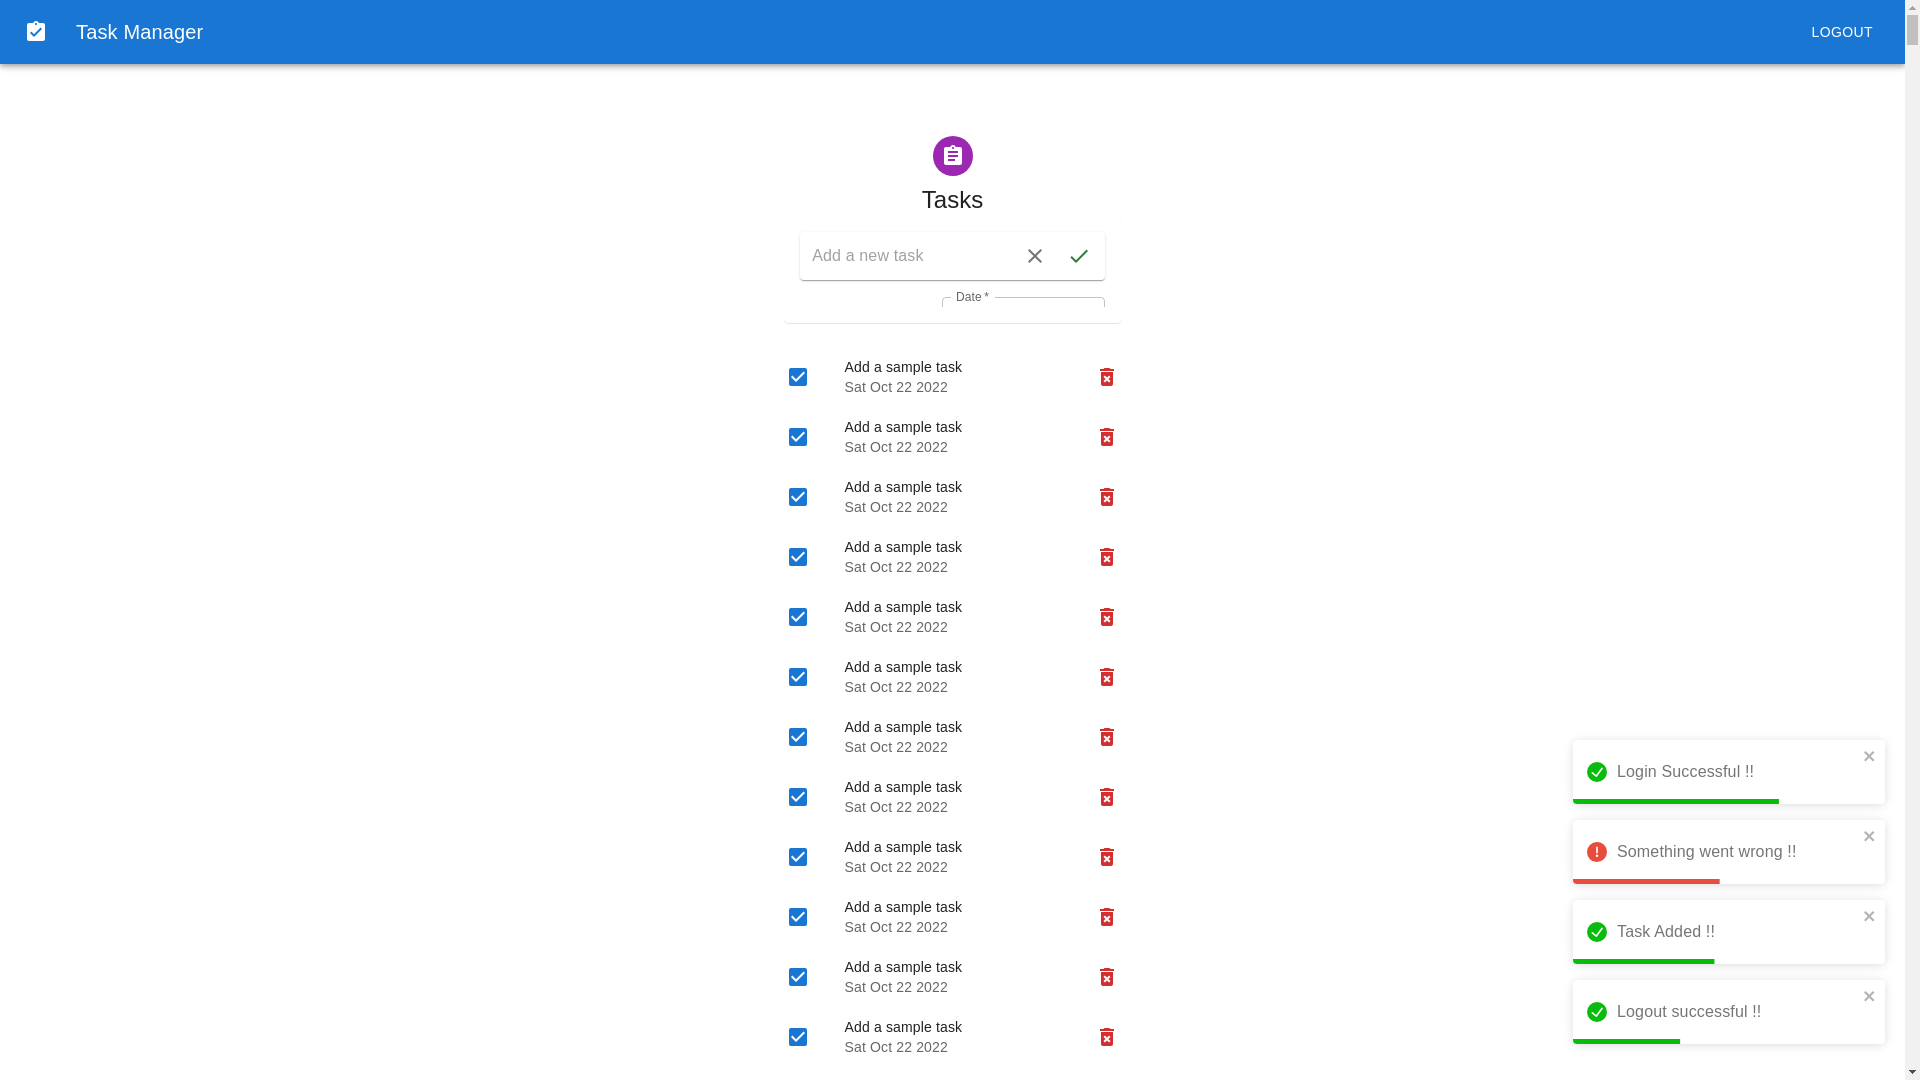 Task Manager
LOGOUT
Tasks
Add a new task
Date *
Add a sample task
Sat Oct 22 2022
Add a sample task
Sat Oct 22 2022
Add a sample task
Sat Oct 22 2022
Add a sample task
Sat Oct 22 2022
Add a sample task
Sat Oct 22 2022
Add a sample task
Sat Oct 22 2022
Add a sample task
Sat Oct 22 2022
Add a sample task
Sat Oct 22 2022
Add a sample task
Sat Oct 22 2022
Add a sample task
Sat Oct 22 2022
Add a sample task
Sat Oct 22 2022
Add a sample task
Sat Oct 22 2022
Login Successful !!
Something went wrong !!
Task Added !!
Logout successful !!